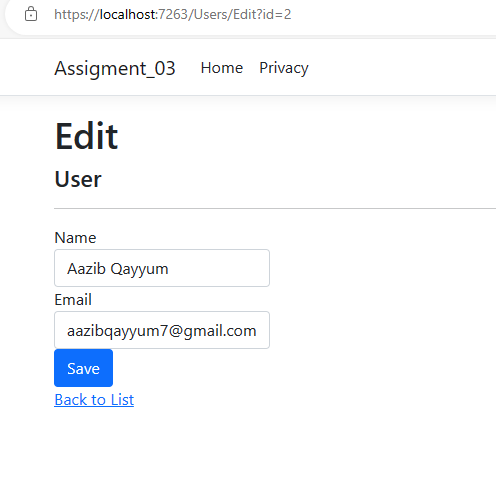 https://localhost:7263/Users/Edit?id=2
Assigment_03 Home Privacy
Edit
User
Name
Aazib Qayyum
Email
aazibqayyum7@gmail.com
Save
Back to List